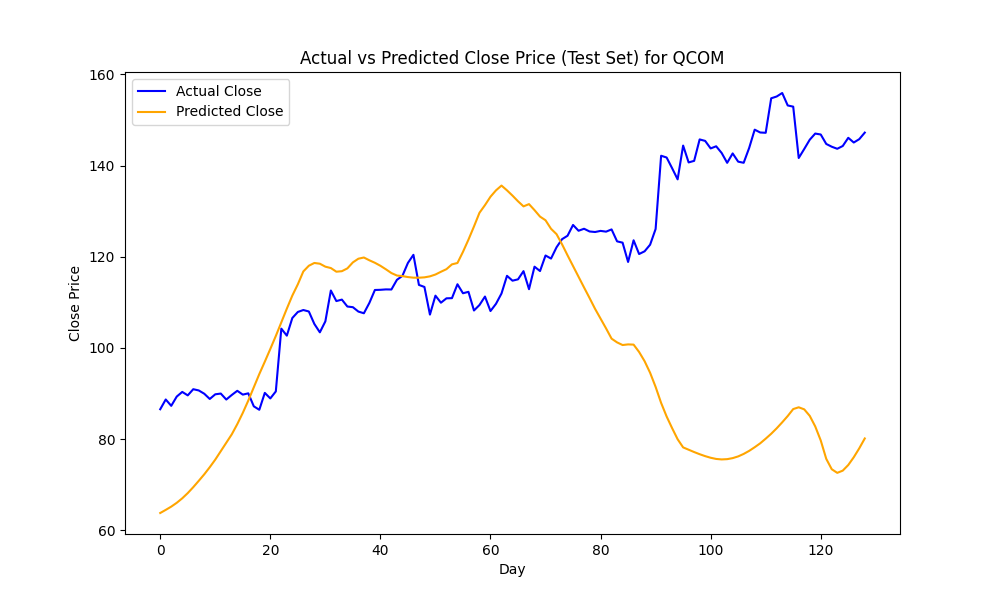 Actual vs Predicted Close Price (Test Set) for QCOM
Actual Close
Predicted Close
Close Price
160
140
120
100
80
60
0 20 40 60 80 100 120
Day